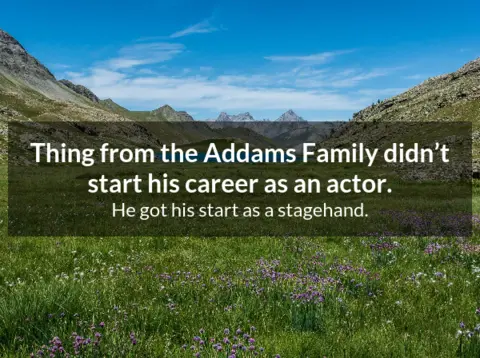 Thing from the Addams Family didn’t
start his career as an actor.
He got his start as a stagehand.